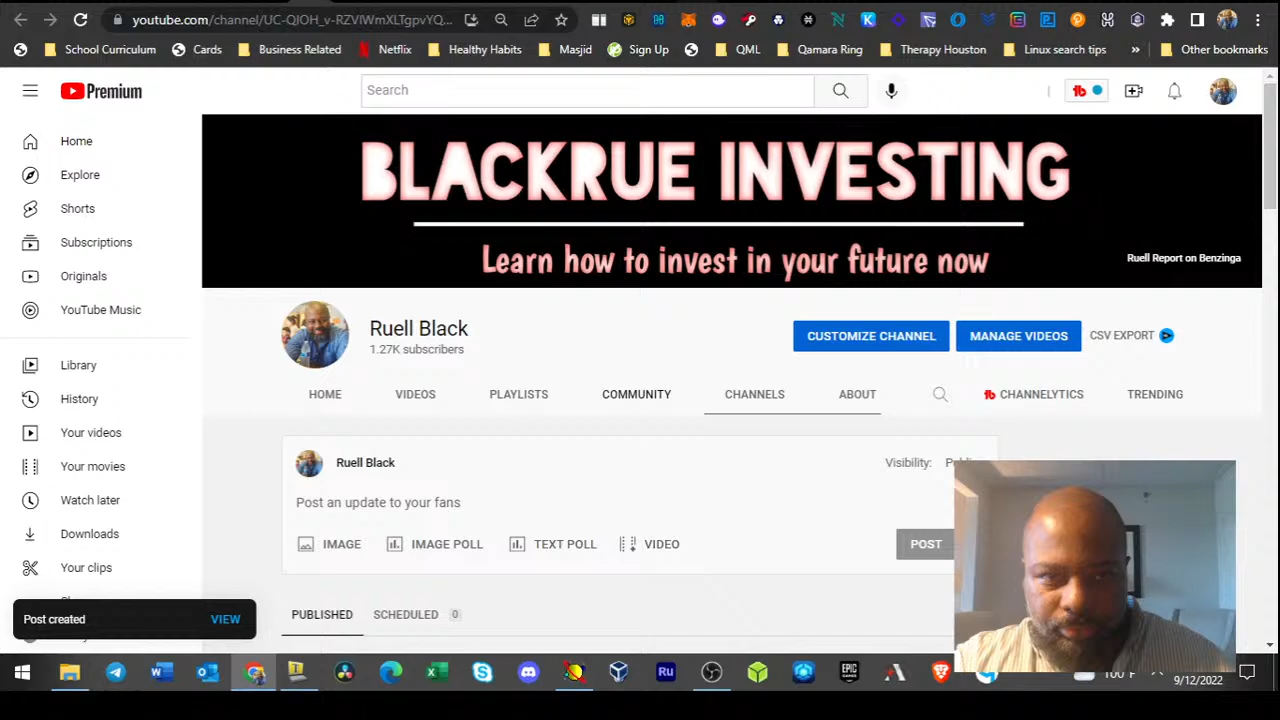 youtube.com/channel/UC-QJOH_v-RZVlWmXLTgpvYQ...
School Curriculum Cards Business Related Netflix Healthy Habits Masjid Sign Up QML Qamara Ring Therapy Houston Linux search tips » Other bookmarks
Premium
Search
Home
Explore
Shorts
Subscriptions
Originals
YouTube Music
Library
History
Your videos
Your movies
Watch later
Downloads
Your clips
BLACKRUE INVESTING
Learn how to invest in your future now
Ruell Report on Benzinga
Ruell Black
1.27K subscribers
CUSTOMIZE CHANNEL MANAGE VIDEOS CSV EXPORT
HOME VIDEOS PLAYLISTS COMMUNITY CHANNELS ABOUT CHANNELYTICS TRENDING
Ruell Black
Visibility:
Post an update to your fans
IMAGE IMAGE POLL TEXT POLL VIDEO POST
PUBLISHED SCHEDULED 0
Post created VIEW
9/12/2022